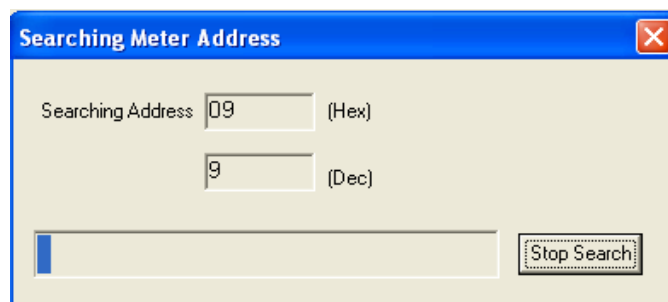 Searching Meter Address
Searching Address 09 (Hex)
9 (Dec)
Stop Search